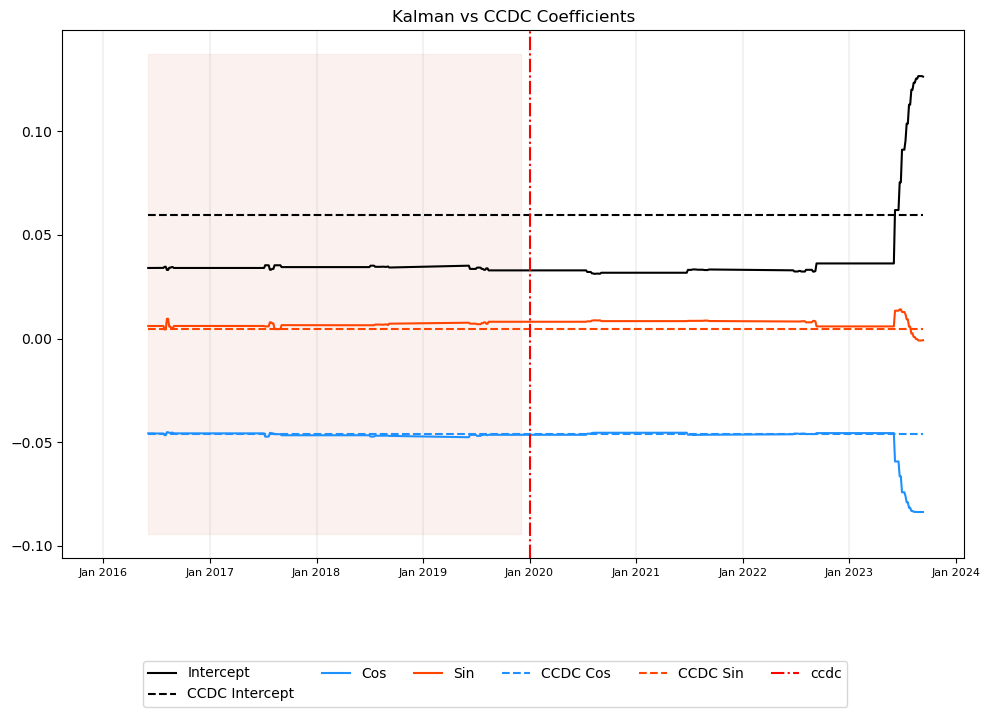 Kalman vs CCDC Coefficients
0.10
0.05
0.00
−0.05
−0.10
Jan 2016 Jan 2017 Jan 2018 Jan 2019 Jan 2020 Jan 2021 Jan 2022 Jan 2023 Jan 2024
Intercept Cos Sin CCDC Cos CCDC Sin ccdc
CCDC Intercept